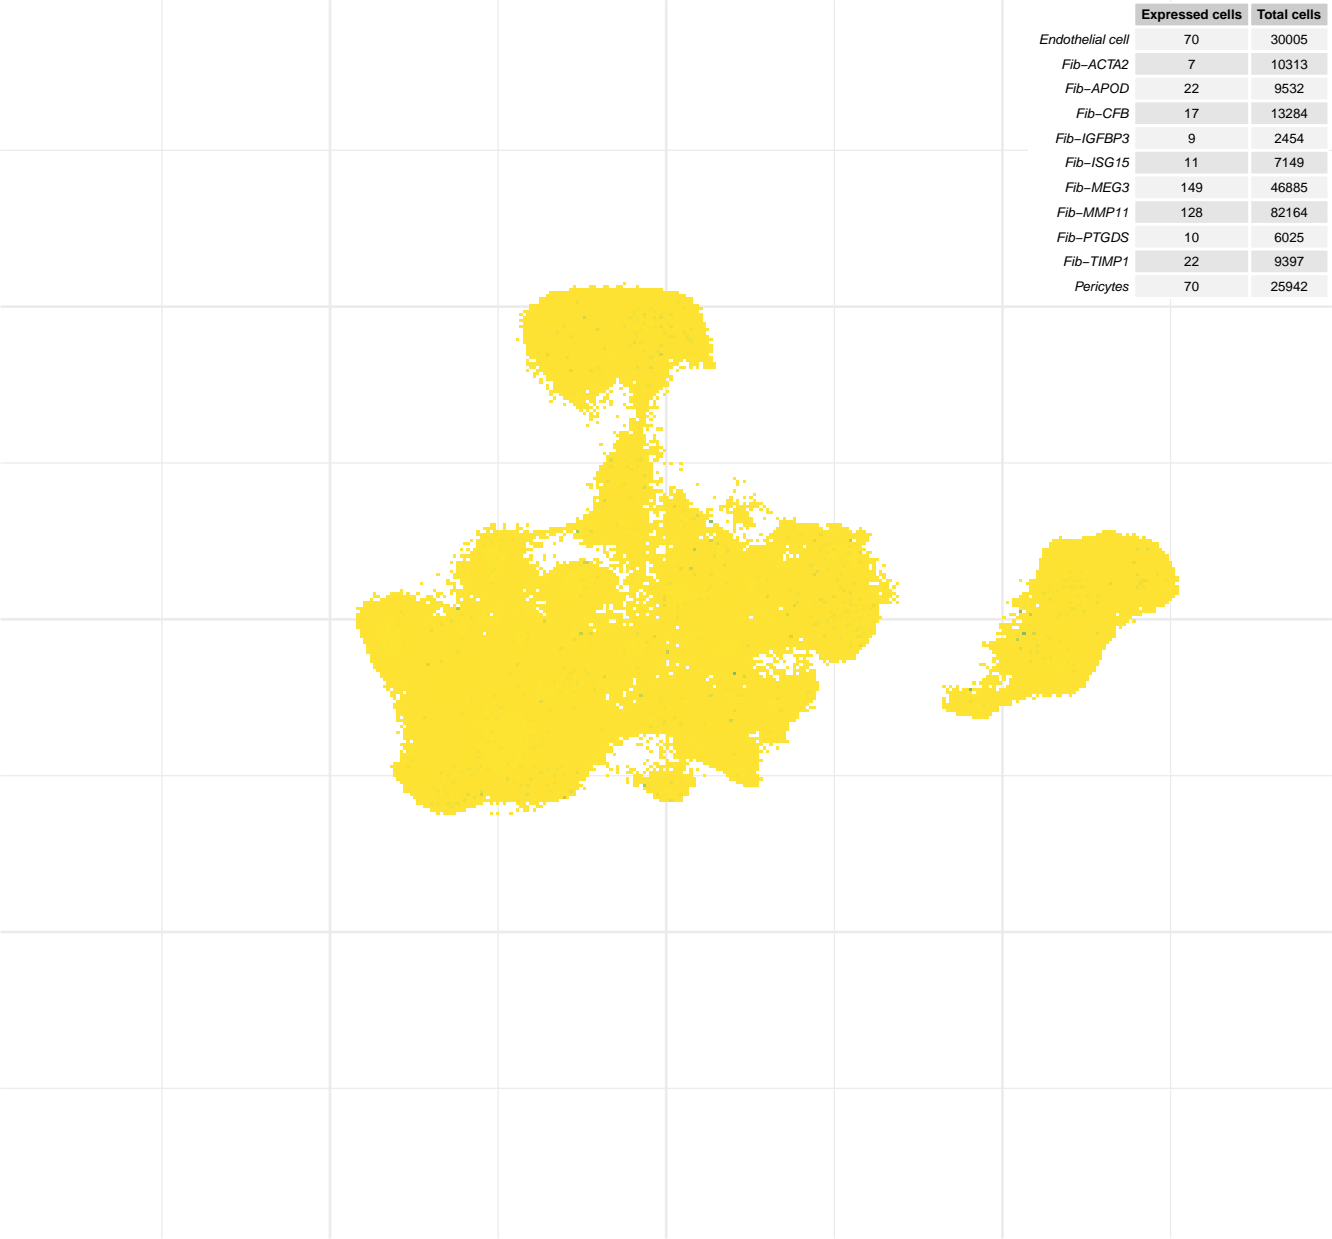 Expressed cells Total cells
Endothelial cell 70 30005
Fib−ACTA2 7 10313
Fib−APOD 22 9532
Fib−CFB 17 13284
Fib−IGFBP3 9 2454
Fib−ISG15 11 7149
Fib−MEG3 149 46885
Fib−MMP11 128 82164
Fib−PTGDS 10 6025
Fib−TIMP1 22 9397
Pericytes 70 25942